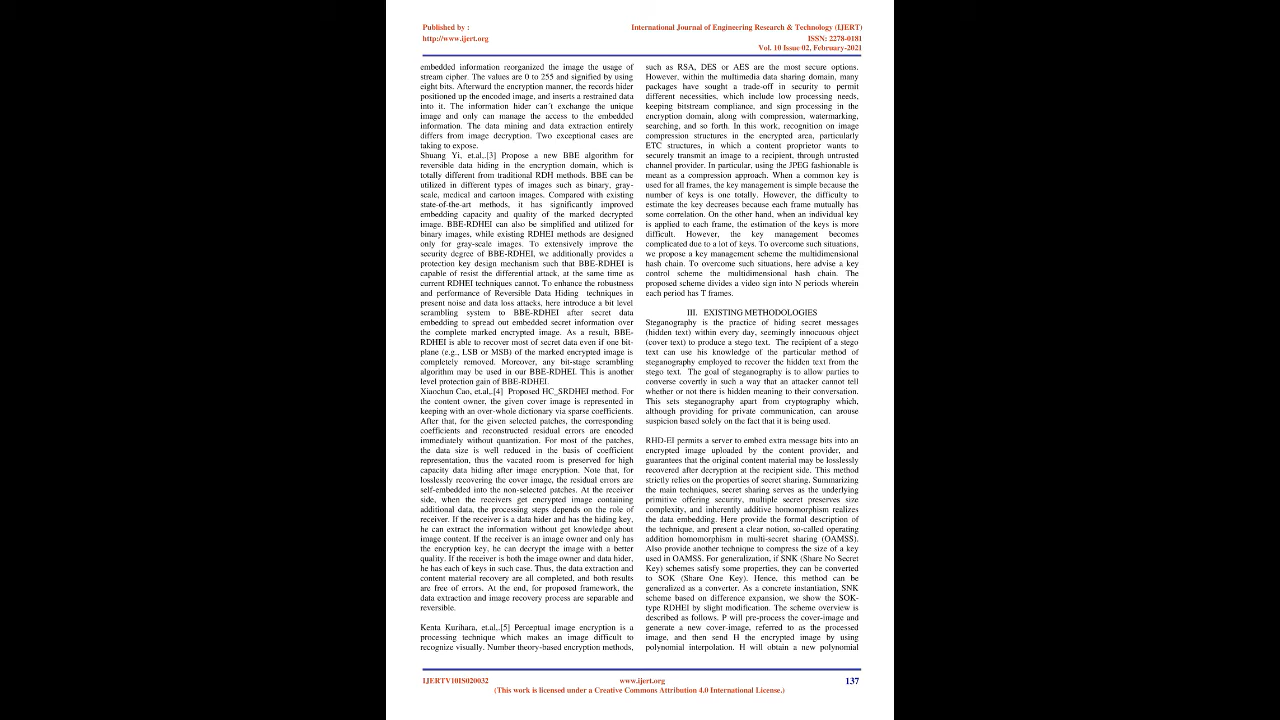 Published by :
http://www.ijert.org
International Journal of Engineering Research & Technology (IJERT)
ISSN: 2278-0181
Vol. 10 Issue 02, February-2021
embedded information reorganized the image the usage of
stream cipher. The values are 0 to 255 and signified by using
eight bits. Afterward the encryption manner, the records hider
positioned up the encoded image, and inserts a restrained data
into it. The information hider can´t exchange the unique
image and only can manage the access to the embedded
information. The data mining and data extraction entirely
differs from image decryption. Two exceptional cases are
taking to expose.
Shuang Yi, et.al,.[3] Propose a new BBE algorithm for
reversible data hiding in the encryption domain, which is
totally different from traditional RDH methods. BBE can be
utilized in different types of images such as binary, gray-
scale, medical and cartoon images. Compared with existing
state-of-the-art methods, it has significantly improved
embedding capacity and quality of the marked decrypted
image. BBE-RDHEI can also be simplified and utilized for
binary images, while existing RDHEI methods are designed
only for gray-scale images. To extensively improve the
security degree of BBE-RDHEI, we additionally provides a
protection key design mechanism such that BBE-RDHEI is
capable of resist the differential attack, at the same time as
current RDHEI techniques cannot. To enhance the robustness
and performance of Reversible Data Hiding techniques in
present noise and data loss attacks, here introduce a bit level
scrambling system to BBE-RDHEI after secret data
embedding to spread out embedded secret information over
the complete marked encrypted image. As a result, BBE-
RDHEI is able to recover most of secret data even if one bit-
plane (e.g., LSB or MSB) of the marked encrypted image is
completely removed. Moreover, any bit-stage scrambling
algorithm may be used in our BBE-RDHEI. This is another
level protection gain of BBE-RDHEI.
Xiaochun Cao, et.al,.[4] Proposed HC_SRDHEI method. For
the content owner, the given cover image is represented in
keeping with an over-whole dictionary via sparse coefficients.
After that, for the given selected patches, the corresponding
coefficients and reconstructed residual errors are encoded
immediately without quantization. For most of the patches,
the data size is well reduced in the basis of coefficient
representation, thus the vacated room is preserved for high
capacity data hiding after image encryption. Note that, for
losslessly recovering the cover image, the residual errors are
self-embedded into the non-selected patches. At the receiver
side, when the receivers get encrypted image containing
additional data, the processing steps depends on the role of
receiver. If the receiver is a data hider and has the hiding key,
he can extract the information without get knowledge about
image content. If the receiver is an image owner and only has
the encryption key, he can decrypt the image with a better
quality. If the receiver is both the image owner and data hider,
he has each of keys in such case. Thus, the data extraction and
content material recovery are all completed, and both results
are free of errors. At the end, for proposed framework, the
data extraction and image recovery process are separable and
reversible.
Kenta Kurihara, et.al,.[5] Perceptual image encryption is a
processing technique which makes an image difficult to
recognize visually. Number theory-based encryption methods,
such as RSA, DES or AES are the most secure options.
However, within the multimedia data sharing domain, many
packages have sought a trade-off in security to permit
different necessities, which include low processing needs,
keeping bitstream compliance, and sign processing in the
encryption domain, along with compression, watermarking,
searching, and so forth. In this work, recognition on image
compression structures in the encrypted area, particularly
ETC structures, in which a content proprietor wants to
securely transmit an image to a recipient, through untrusted
channel provider. In particular, using the JPEG fashionable is
meant as a compression approach. When a common key is
used for all frames, the key management is simple because the
number of keys is one totally. However, the difficulty to
estimate the key decreases because each frame mutually has
some correlation. On the other hand, when an individual key
is applied to each frame, the estimation of the keys is more
difficult. However, the key management becomes
complicated due to a lot of keys. To overcome such situations,
we propose a key management scheme the multidimensional
hash chain. To overcome such situations, here advise a key
control scheme the multidimensional hash chain. The
proposed scheme divides a video sign into N periods wherein
each period has T frames.
III. EXISTING METHODOLOGIES
Steganography is the practice of hiding secret messages
(hidden text) within every day, seemingly innocuous object
(cover text) to produce a stego text. The recipient of a stego
text can use his knowledge of the particular method of
steganography employed to recover the hidden text from the
stego text. The goal of steganography is to allow parties to
converse covertly in such a way that an attacker cannot tell
whether or not there is hidden meaning to their conversation.
This sets steganography apart from cryptography which,
although providing for private communication, can arouse
suspicion based solely on the fact that it is being used.
RHD-EI permits a server to embed extra message bits into an
encrypted image uploaded by the content provider, and
guarantees that the original content material may be losslessly
recovered after decryption at the recipient side. This method
strictly relies on the properties of secret sharing. Summarizing
the main techniques, secret sharing serves as the underlying
primitive offering security, multiple secret preserves size
complexity, and inherently additive homomorphism realizes
the data embedding. Here provide the formal description of
the technique, and present a clear notion, so-called operating
addition homomorphism in multi-secret sharing (OAMSS).
Also provide another technique to compress the size of a key
used in OAMSS. For generalization, if SNK (Share No Secret
Key) schemes satisfy some properties, they can be converted
to SOK (Share One Key). Hence, this method can be
generalized as a converter. As a concrete instantiation, SNK
scheme based on difference expansion, we show the SOK-
type RDHEI by slight modification. The scheme overview is
described as follows. P will pre-process the cover-image and
generate a new cover-image, referred to as the processed
image, and then send H the encrypted image by using
polynomial interpolation. H will obtain a new polynomial
IJERTV10IS020032
www.ijert.org
(This work is licensed under a Creative Commons Attribution 4.0 International License.)
137